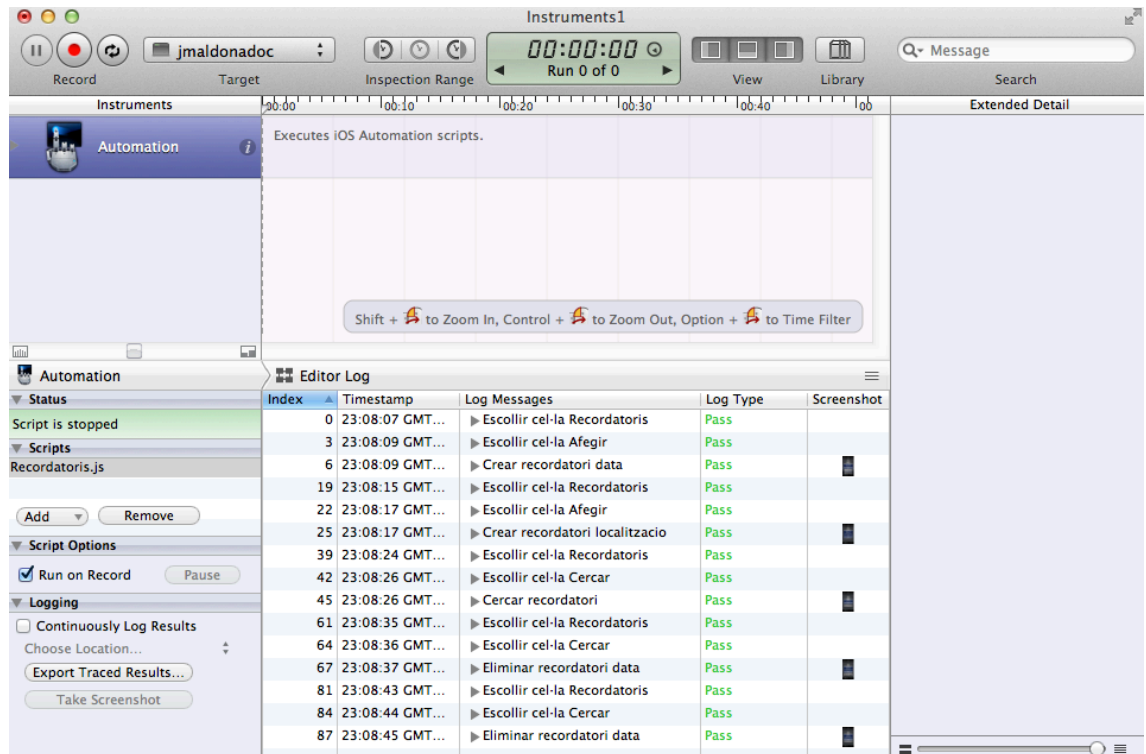 Instruments1
jmaldonadoc
00:00:00
Run 0 of 0
Message
Record Target Inspection Range View Library Search
Instruments 00:00 00:10 00:20 00:30 00:40 00 Extended Detail
Automation
Executes iOS Automation scripts.
Shift + to Zoom In, Control + to Zoom Out, Option + to Time Filter
Automation
Editor Log
Status
Script is stopped
Scripts
Recordatoris.js
Add Remove
Script Options
Run on Record Pause
Logging
Continuously Log Results
Choose Location...
Export Traced Results...
Take Screenshot
Index Timestamp Log Messages Log Type Screenshot
0 23:08:07 GMT... Escollir cel·la Recordatoris Pass
3 23:08:09 GMT... Escollir cel·la Afegir Pass
6 23:08:09 GMT... Crear recordatori data Pass
19 23:08:15 GMT... Escollir cel·la Recordatoris Pass
22 23:08:17 GMT... Escollir cel·la Afegir Pass
25 23:08:17 GMT... Crear recordatori localitzacio Pass
39 23:08:24 GMT... Escollir cel·la Recordatoris Pass
42 23:08:26 GMT... Escollir cel·la Cercar Pass
45 23:08:26 GMT... Cercar recordatori Pass
61 23:08:35 GMT... Escollir cel·la Recordatoris Pass
64 23:08:36 GMT... Escollir cel·la Cercar Pass
67 23:08:37 GMT... Eliminar recordatori data Pass
81 23:08:43 GMT... Escollir cel·la Recordatoris Pass
84 23:08:44 GMT... Escollir cel·la Cercar Pass
87 23:08:45 GMT... Eliminar recordatori data Pass